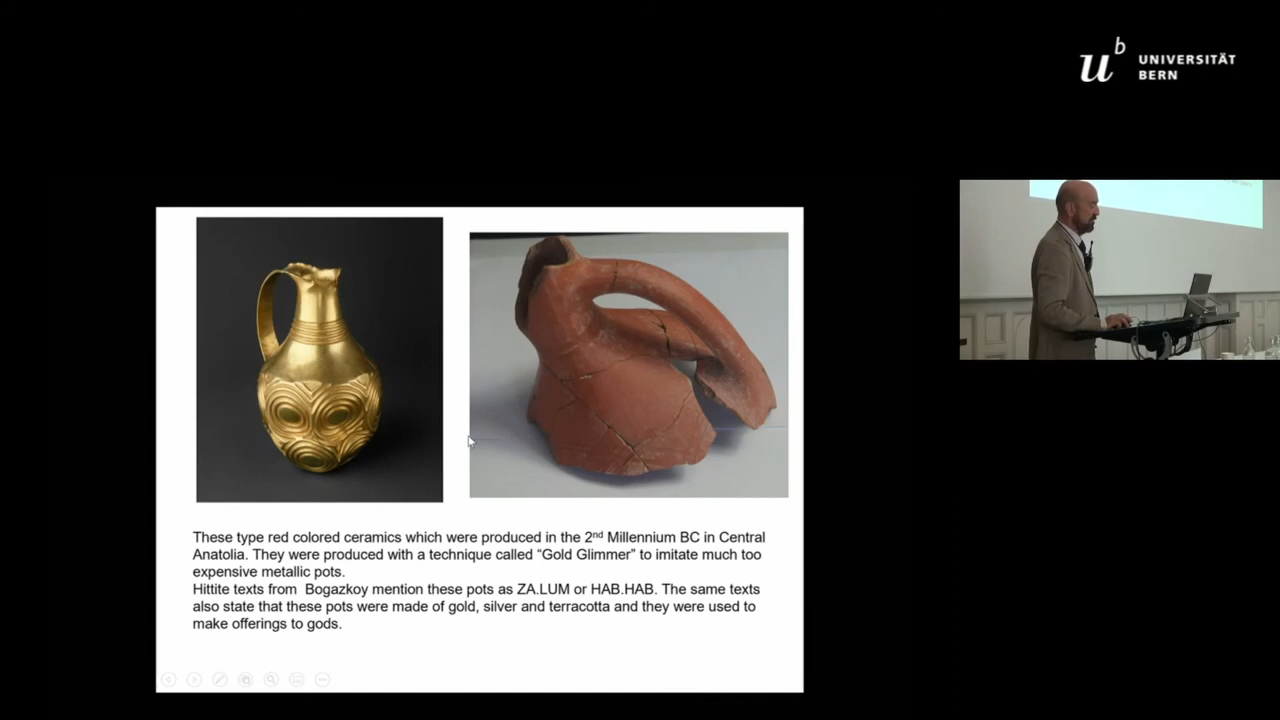 u^b UNIVERSITÄT
BERN
These type red colored ceramics which were produced in the 2nd Millennium BC in Central
Anatolia. They were produced with a technique called “Gold Glimmer” to imitate much too
expensive metallic pots.
Hittite texts from  Bogazkoy mention these pots as ZA.LUM or HAB.HAB. The same texts
also state that these pots were made of gold, silver and terracotta and they were used to
make offerings to gods.